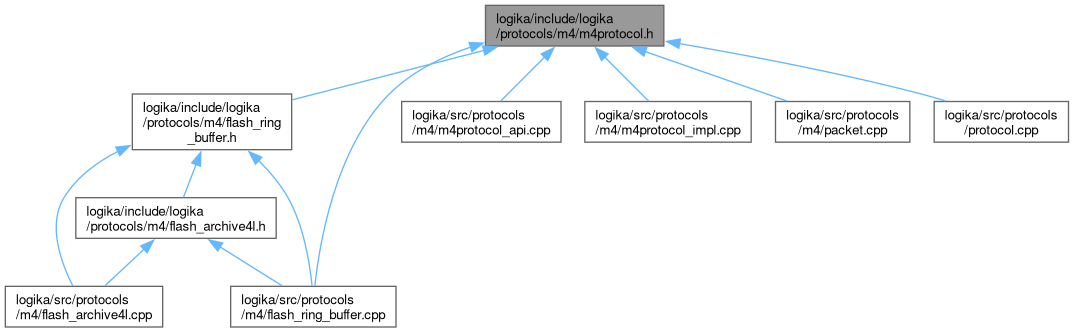 logika/include/logika
/protocols/m4/m4protocol.h
logika/include/logika
/protocols/m4/flash_ring
_buffer.h
logika/src/protocols
/m4/m4protocol_api.cpp
logika/src/protocols
/m4/m4protocol_impl.cpp
logika/src/protocols
/m4/packet.cpp
logika/src/protocols
/protocol.cpp
logika/include/logika
/protocols/m4/flash_archive4l.h
logika/src/protocols
/m4/flash_archive4l.cpp
logika/src/protocols
/m4/flash_ring_buffer.cpp